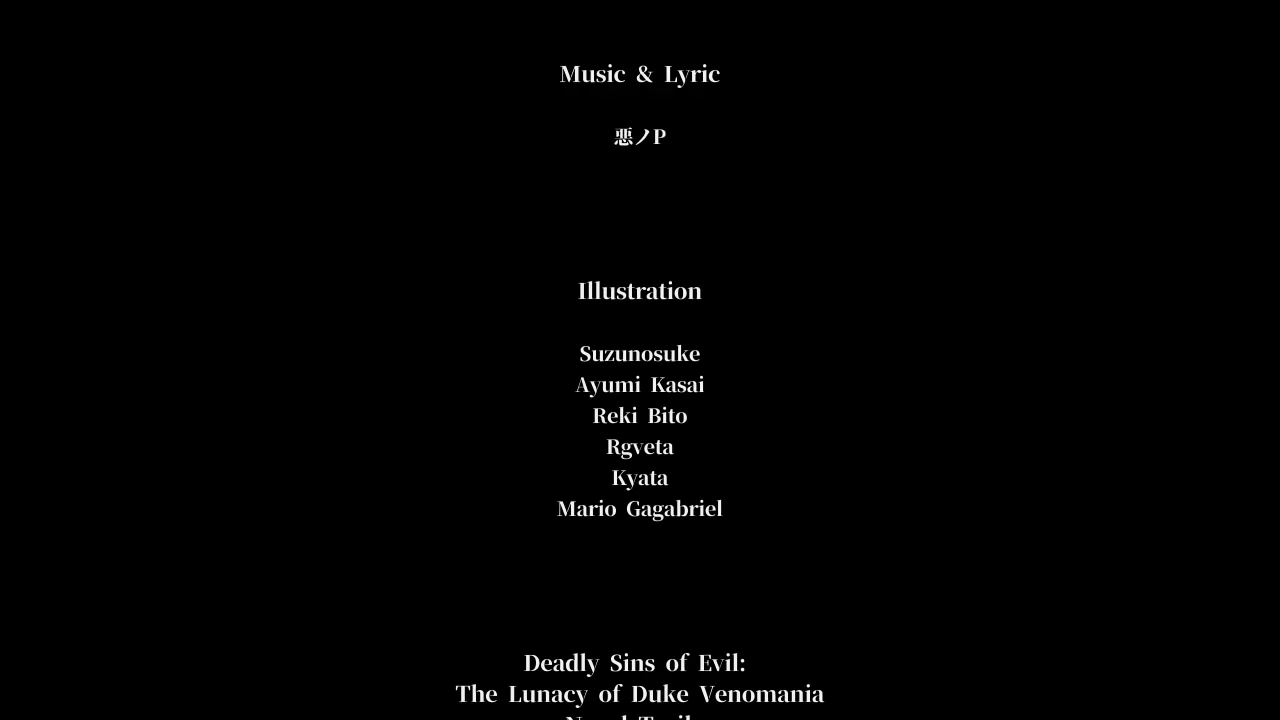 Music & Lyric
悪ノP
Illustration
Suzunosuke
Ayumi Kasai
Reki Bito
Rgveta
Kyata
Mario Gagabriel
Deadly Sins of Evil:
The Lunacy of Duke Venomania